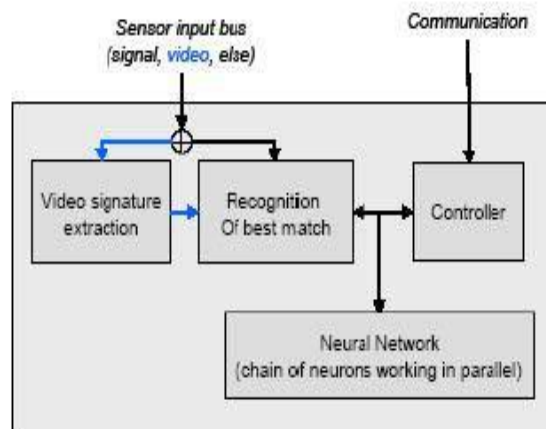 Sensor input bus
(signal, video, else)
Communication
Video signature
extraction
Recognition
Of best match
Controller
Neural Network
(chain of neurons working in parallel)